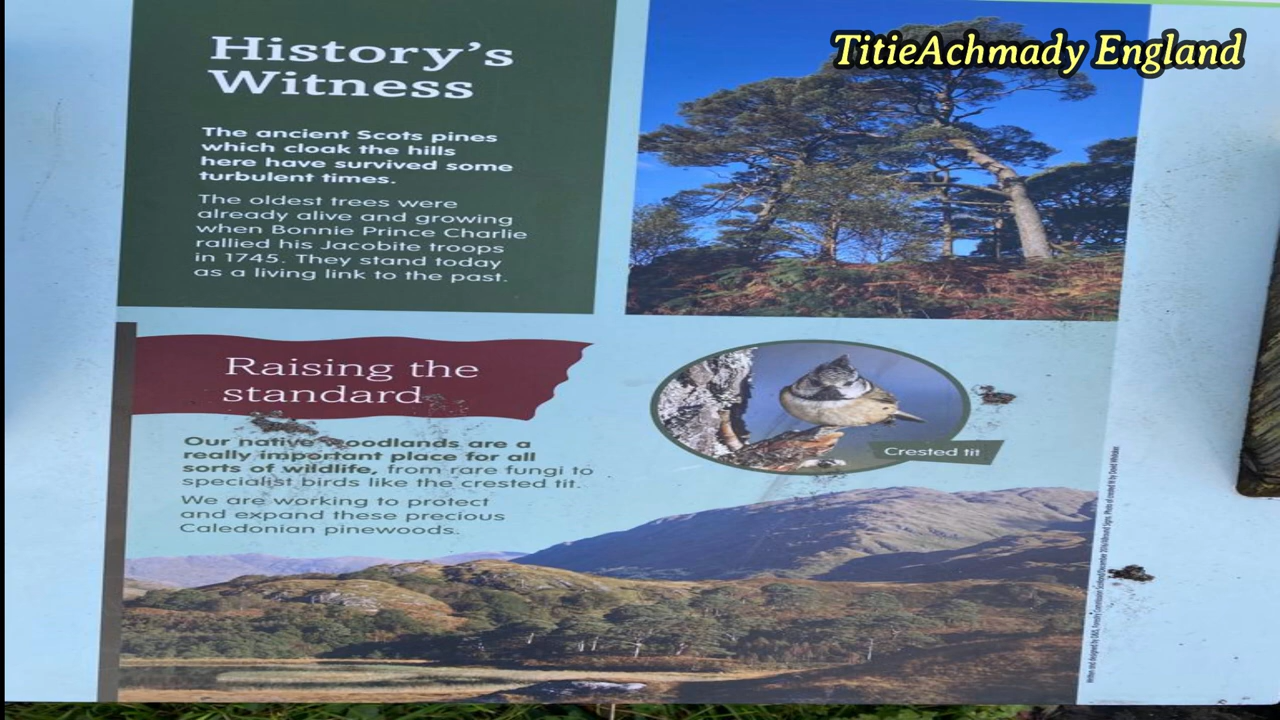 TitieAchmady England
History's
Witness
The ancient Scots pines
which cloak the hills
here have survived some
turbulent times.
The oldest trees were
already alive and growing
when Bonnie Prince Charlie
rallied his Jacobite troops
in 1745. They stand today
as a living link to the past.
Raising the
standard
Our native woodlands are a
really important place for all
sorts of wildlife, from rare fungi to
specialist birds like the crested tit.
We are working to protect
and expand these precious
Caledonian pinewoods.
Crested tit